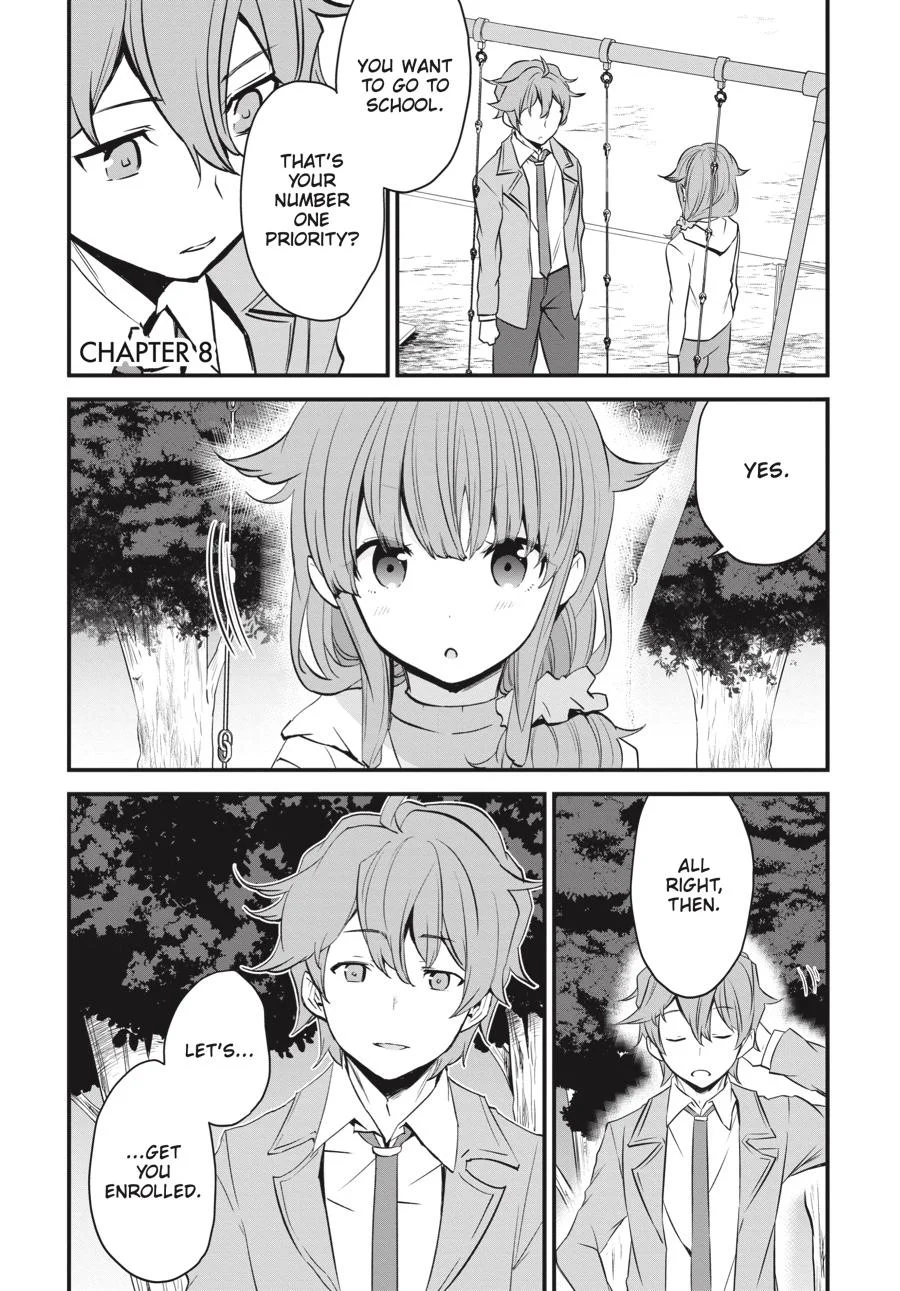 YOU WANT
TO GO TO
SCHOOL.
THAT'S
YOUR
NUMBER
ONE
PRIORITY?
CHAPTER 8
YES.
ALL
RIGHT,
THEN.
LET'S...
...GET
YOU
ENROLLED.